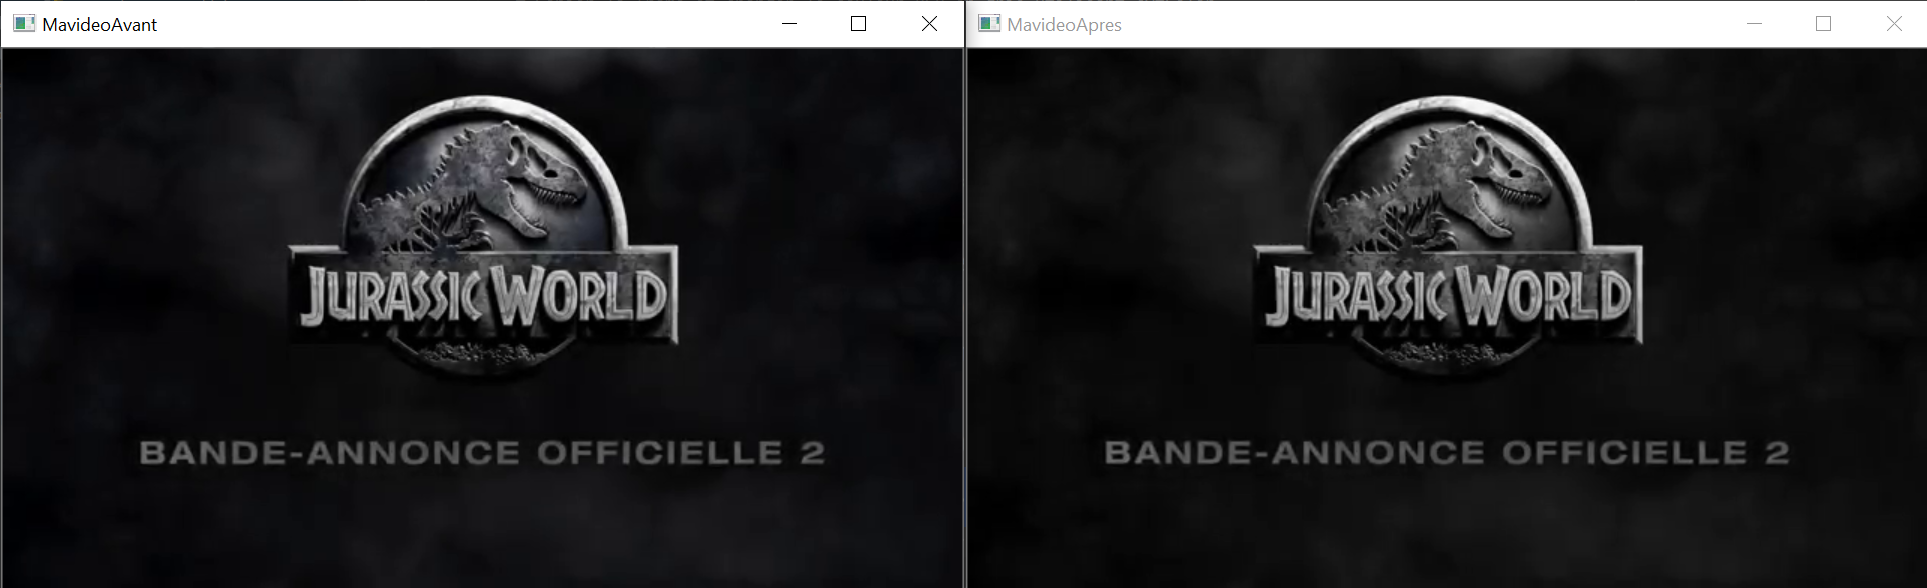 MavideoAvant
JURASSIC WORLD
BANDE-ANNONCE OFFICIELLE 2
MavideoApres
JURASSIC WORLD
BANDE-ANNONCE OFFICIELLE 2